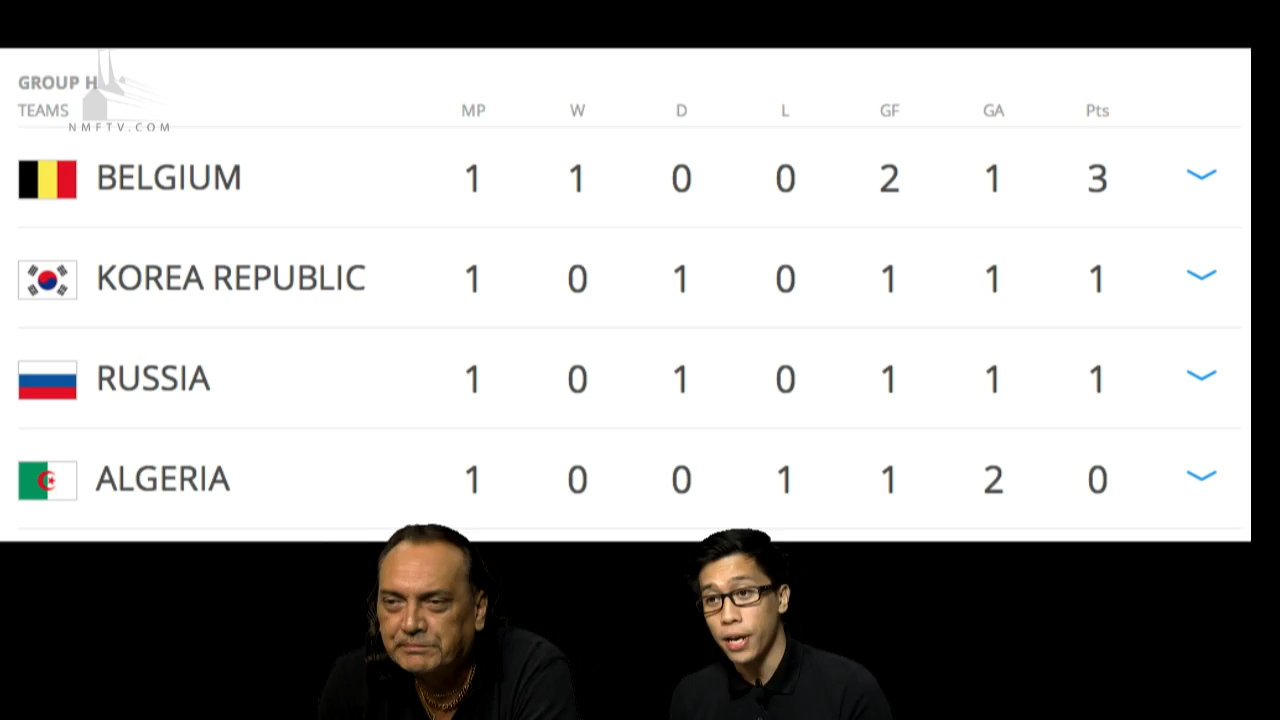 GROUP H
TEAMS MP W D L GF GA Pts
NMFTV.COM
BELGIUM 1 1 0 0 2 1 3
KOREA REPUBLIC 1 0 1 0 1 1 1
RUSSIA 1 0 1 0 1 1 1
ALGERIA 1 0 0 1 1 2 0